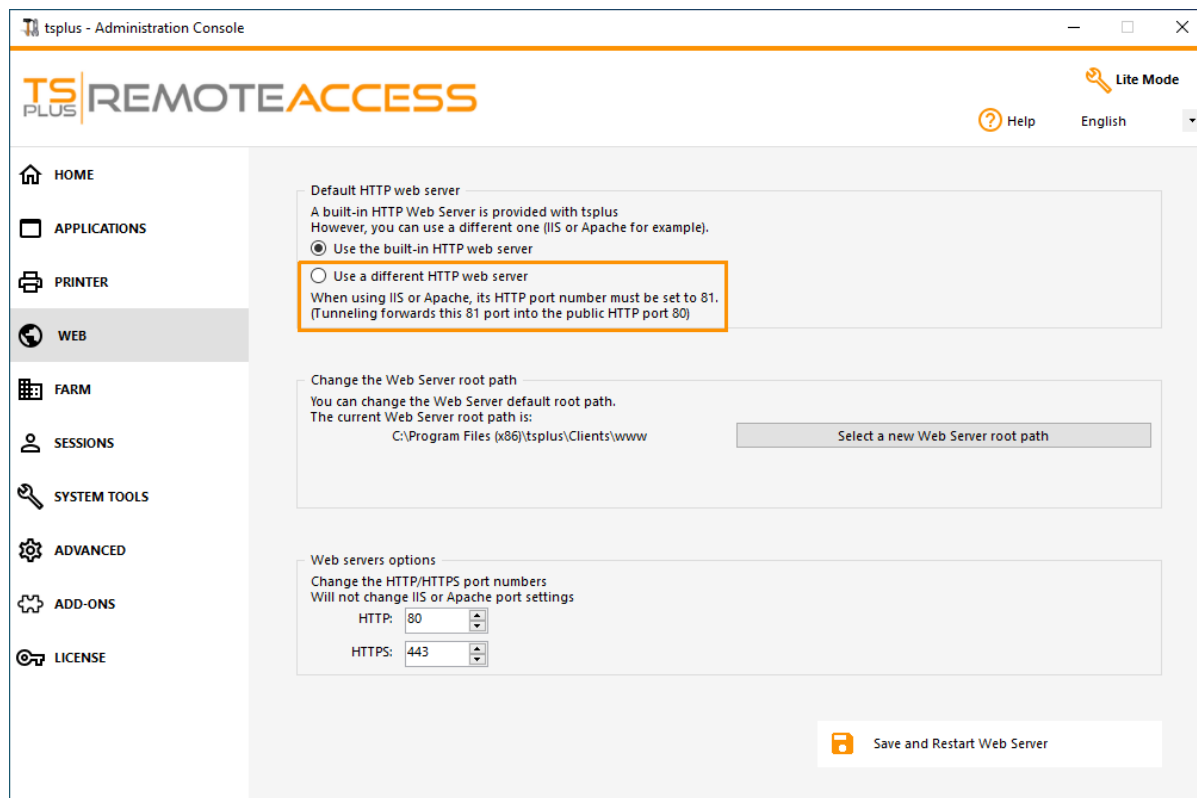 tsplus - Administration Console
TS PLUS REMOTEACCESS
Lite Mode
Help
English
HOME
APPLICATIONS
PRINTER
WEB
FARM
SESSIONS
SYSTEM TOOLS
ADVANCED
ADD-ONS
LICENSE
Default HTTP web server
A built-in HTTP Web Server is provided with tsplus
However, you can use a different one (IIS or Apache for example).
Use the built-in HTTP web server
Use a different HTTP web server
When using IIS or Apache, its HTTP port number must be set to 81.
(Tunneling forwards this 81 port into the public HTTP port 80)
Change the Web Server root path
You can change the Web Server default root path.
The current Web Server root path is:
C:\Program Files (x86)\tsplus\Clients\www
Select a new Web Server root path
Web servers options
Change the HTTP/HTTPS port numbers
Will not change IIS or Apache port settings
HTTP: 80
HTTPS: 443
Save and Restart Web Server